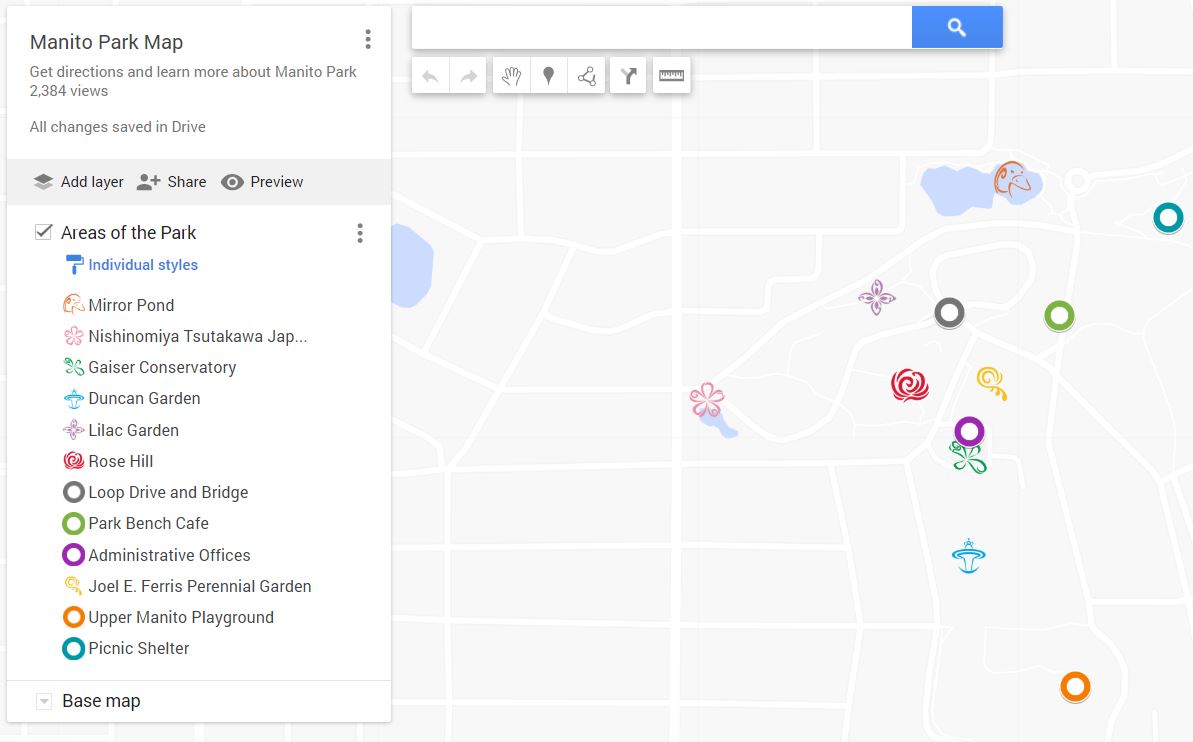 Manito Park Map
Get directions and learn more about Manito Park
2,384 views
All changes saved in Drive
Add layer Share Preview
Areas of the Park
Individual styles
Mirror Pond
Nishinomiya Tsutakawa Jap...
Gaiser Conservatory
Duncan Garden
Lilac Garden
Rose Hill
Loop Drive and Bridge
Park Bench Cafe
Administrative Offices
Joel E. Ferris Perennial Garden
Upper Manito Playground
Picnic Shelter
Base map